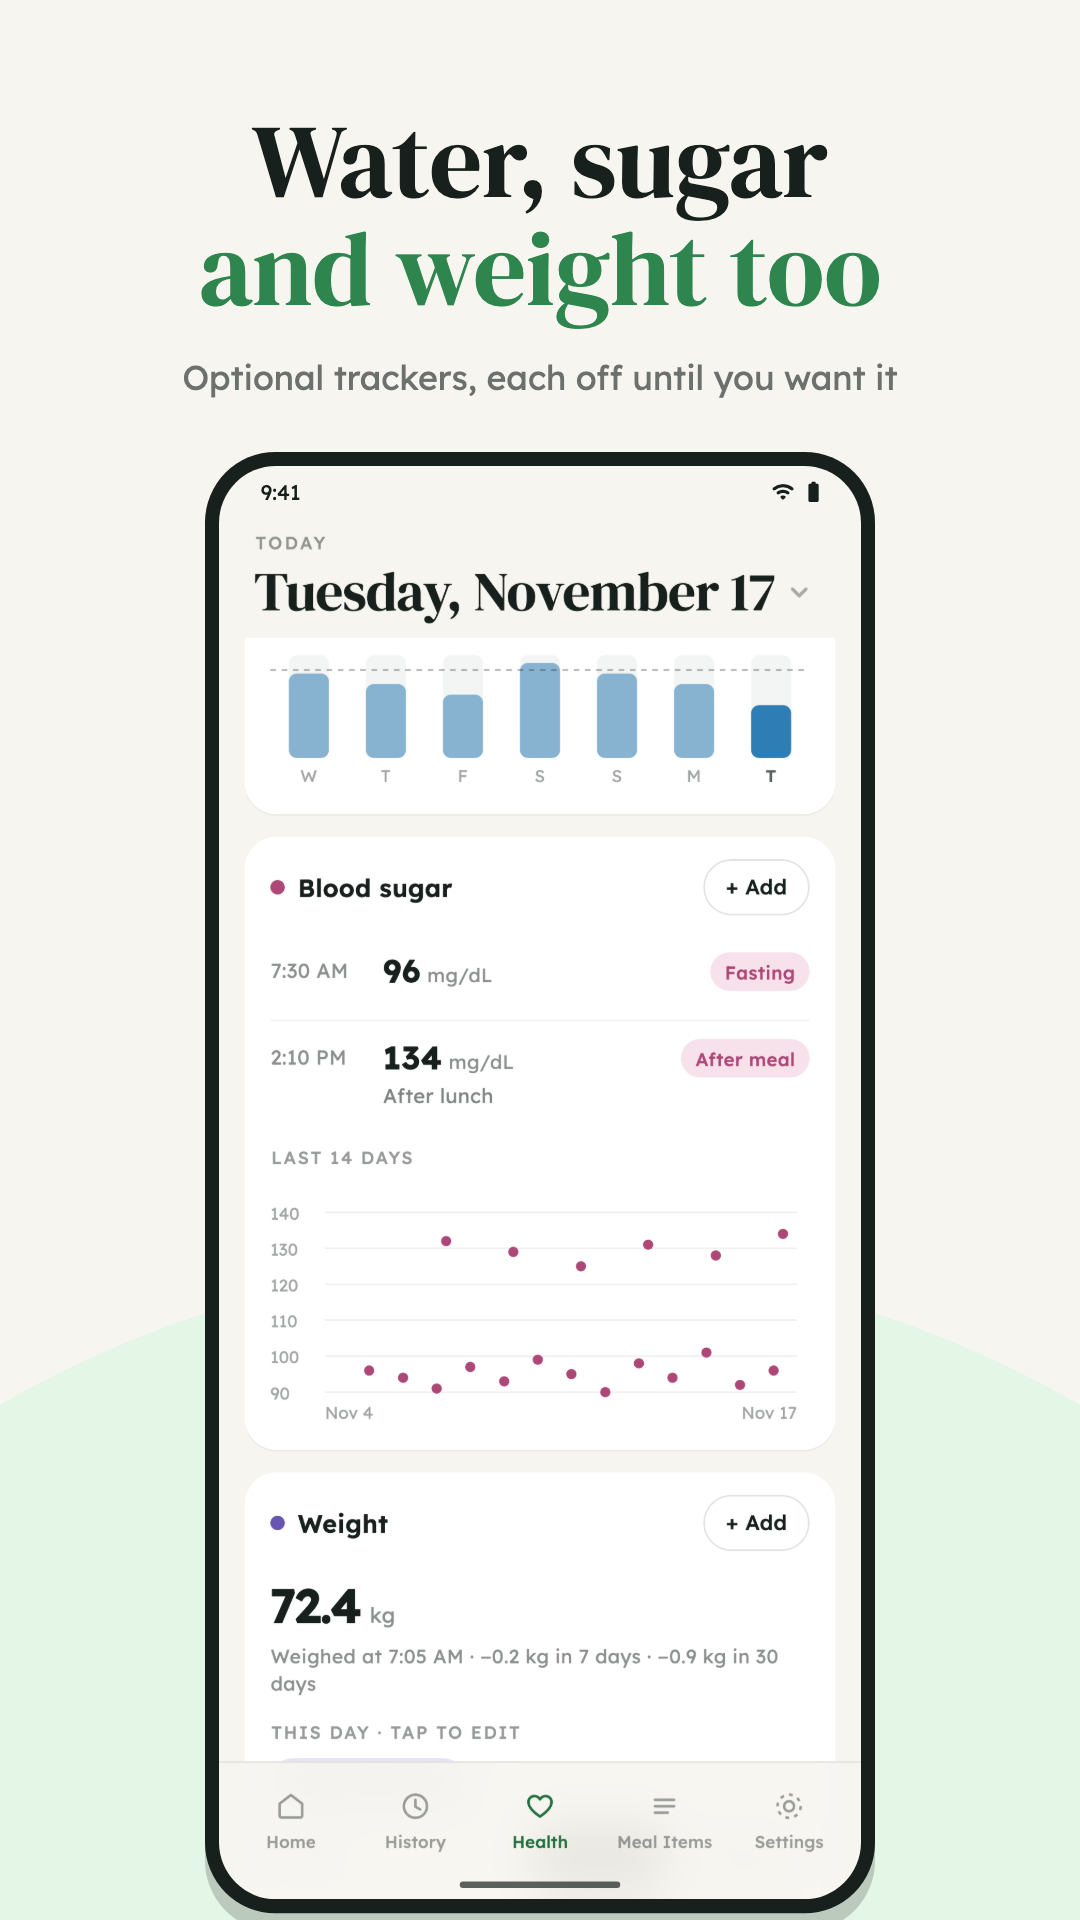 Water, sugar
and weight too
Optional trackers, each off until you want it
9:41
TODAY
Tuesday, November 17
W T F S S M T
Blood sugar
+ Add
7:30 AM 96 mg/dL Fasting
2:10 PM 134 mg/dL After meal
After lunch
LAST 14 DAYS
140
130
120
110
100
90
Nov 4 Nov 17
Weight
+ Add
72.4 kg
Weighed at 7:05 AM · −0.2 kg in 7 days · −0.9 kg in 30
days
THIS DAY · TAP TO EDIT
Home History Health Meal Items Settings